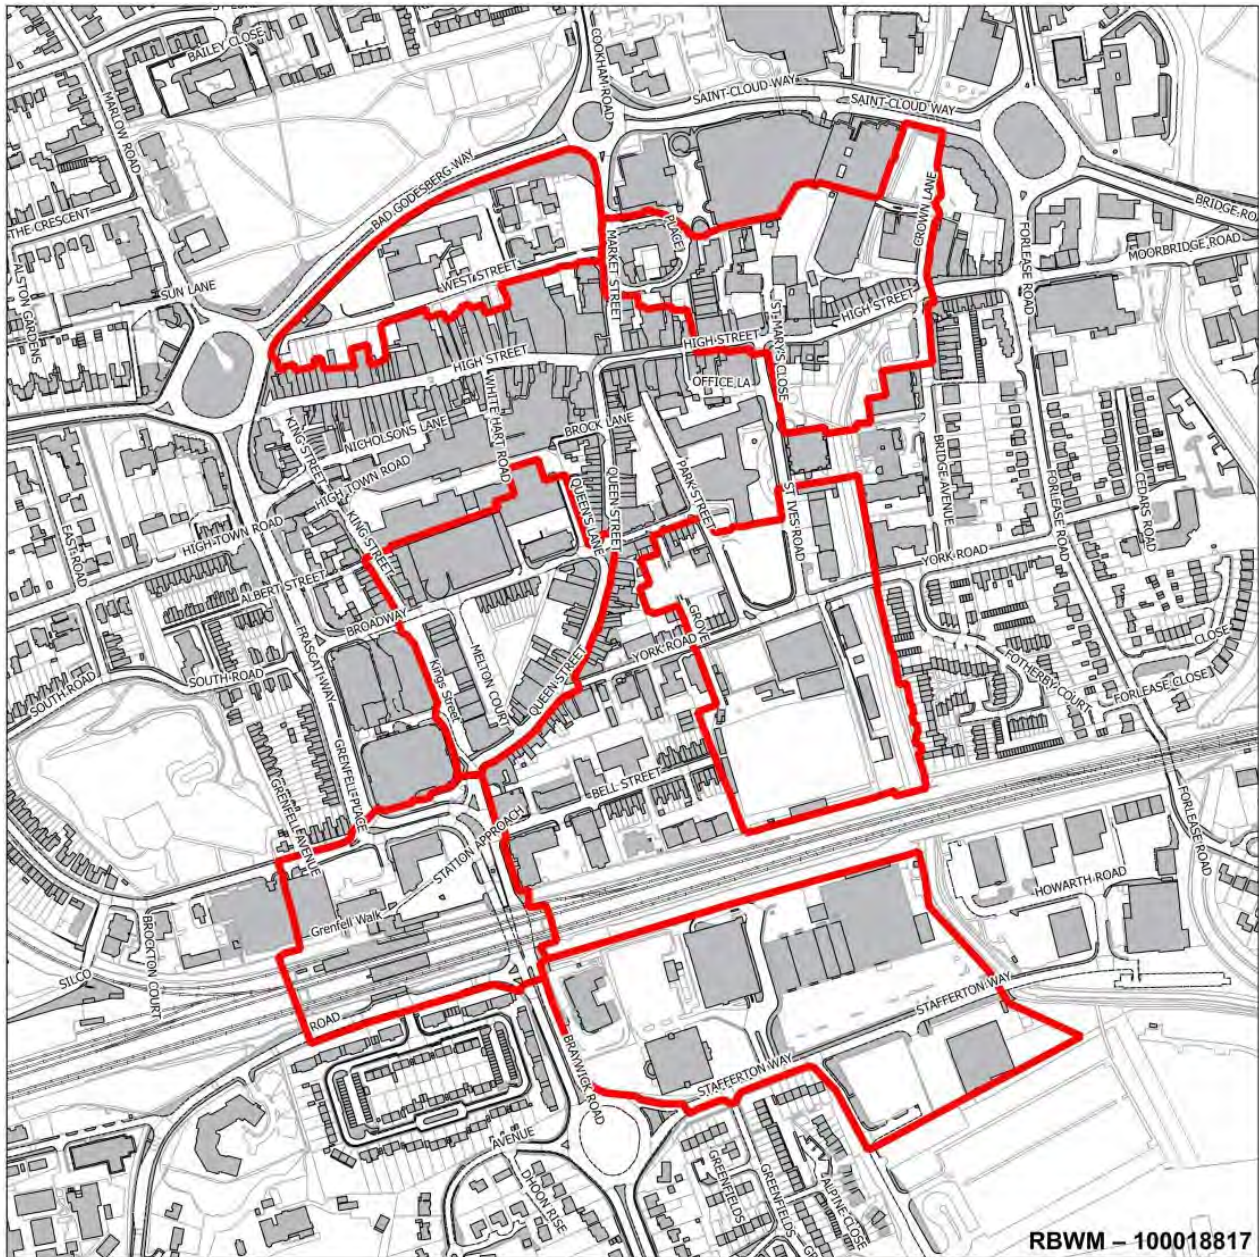 BAILEY CLOSE
MARLOW ROAD
COOKHAM ROAD
SAINT-CLOUD WAY
SAINT-CLOUD WAY
BAD GODESBERG WAY
THE CRESCENT
ALSTON GARDENS
SUN LANE
WEST STREET
MARKET STREET
PLACE
CROWN LANE
FORLEASE ROAD
BRIDGE RO
MOORBRIDGE ROAD
HIGH STREET
HIGH STREET
HIGH STREET
ST MARY'S CLOSE
OFFICE LA
WHITE HART ROAD
KING STREET
NICHOLSONS LANE
HIGH TOWN ROAD
BROCK LANE
QUEEN STREET
QUEEN'S LANE
PARK STREET
ST IVES ROAD
BRIDGE AVENUE
FORLEASE ROAD
CEDARS ROAD
EAST ROAD
HIGH TOWN ROAD
KING STREET
ALBERT STREET
BROADWAY
YORK ROAD
GROVE
YORK ROAD
MELTON COURT
QUEEN STREET
Kings Street
FRASCATI WAY
SOUTH ROAD
SOUTH ROAD
FOTHERBY COURT
CLOSE
FORLEASE CLOSE
GRENFELL PLACE
GRENFELL AVENUE
BELL STREET
STATION APPROACH
FORLEASE ROAD
HOWARTH ROAD
Grenfell Walk
BROCKTON COURT
SILCO
ROAD
STAFFERTON WAY
BRAYWICK ROAD
STAFFERTON WAY
AVENUE
DHOON RISE
GREENFIELDS
GREENFIELDS
ALPINE CLOSE
RBWM – 100018817